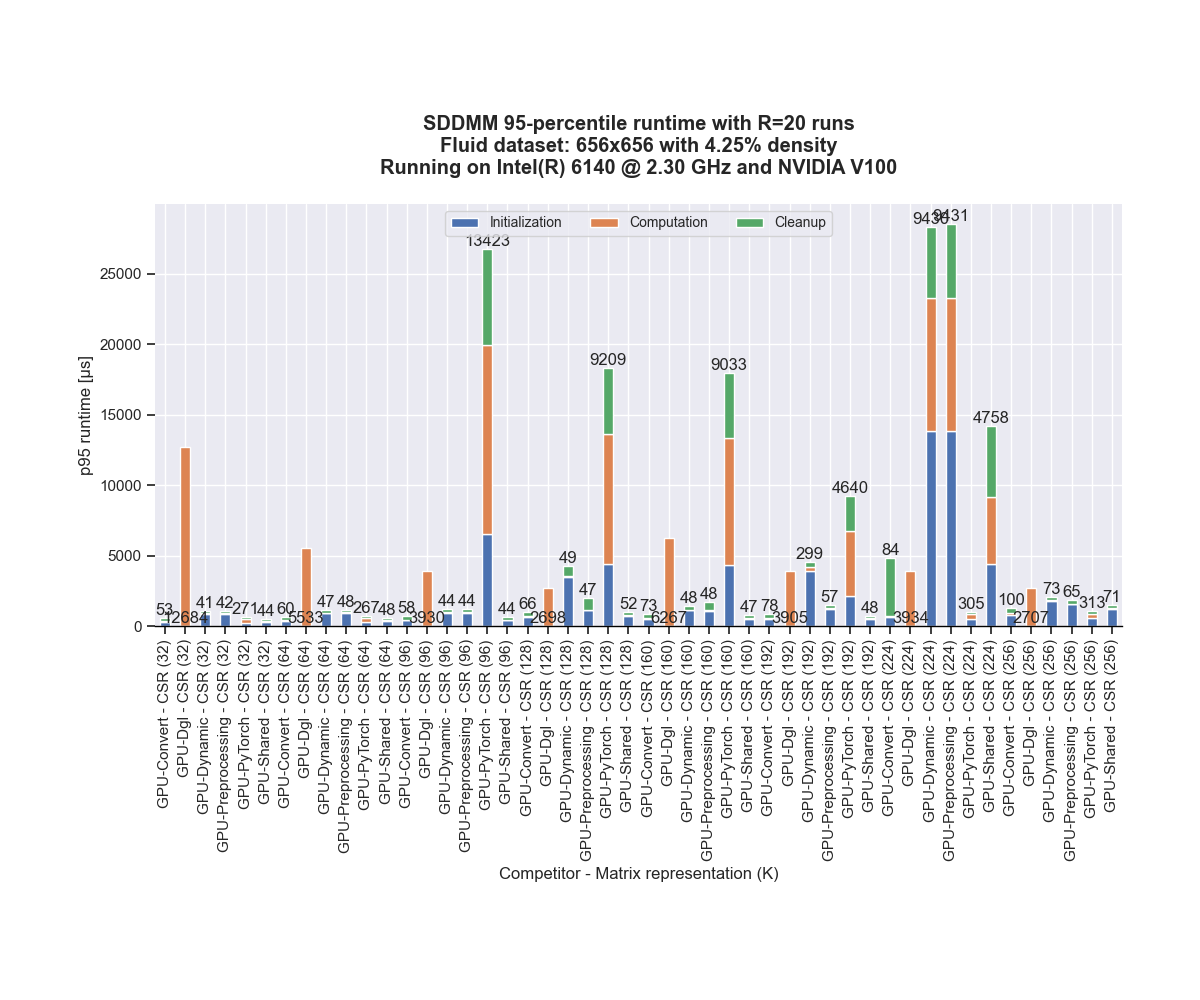 SDDMM 95-percentile runtime with R=20 runs
Fluid dataset: 656x656 with 4.25% density
Running on Intel(R) 6140 @ 2.30 GHz and NVIDIA V100
Initialization
Computation
Cleanup
p95 runtime [µs]
25000
20000
15000
10000
5000
0
53
12684
41
42
271
44
60
5533
47
48
267
48
58
3930
44
44
13423
44
66
2698
49
47
9209
52
73
6267
48
48
9033
47
78
3905
299
57
4640
48
84
3934
9436
9431
305
4758
100
2707
73
65
313
71
GPU-Convert - CSR (32)
GPU-Dgl - CSR (32)
GPU-Dynamic - CSR (32)
GPU-Preprocessing - CSR (32)
GPU-PyTorch - CSR (32)
GPU-Shared - CSR (32)
GPU-Convert - CSR (64)
GPU-Dgl - CSR (64)
GPU-Dynamic - CSR (64)
GPU-Preprocessing - CSR (64)
GPU-PyTorch - CSR (64)
GPU-Shared - CSR (64)
GPU-Convert - CSR (96)
GPU-Dgl - CSR (96)
GPU-Dynamic - CSR (96)
GPU-Preprocessing - CSR (96)
GPU-PyTorch - CSR (96)
GPU-Shared - CSR (96)
GPU-Convert - CSR (128)
GPU-Dgl - CSR (128)
GPU-Dynamic - CSR (128)
GPU-Preprocessing - CSR (128)
GPU-PyTorch - CSR (128)
GPU-Shared - CSR (128)
GPU-Convert - CSR (160)
GPU-Dgl - CSR (160)
GPU-Dynamic - CSR (160)
GPU-Preprocessing - CSR (160)
GPU-PyTorch - CSR (160)
GPU-Shared - CSR (160)
GPU-Convert - CSR (192)
GPU-Dgl - CSR (192)
GPU-Dynamic - CSR (192)
GPU-Preprocessing - CSR (192)
GPU-PyTorch - CSR (192)
GPU-Shared - CSR (192)
GPU-Convert - CSR (224)
GPU-Dgl - CSR (224)
GPU-Dynamic - CSR (224)
GPU-Preprocessing - CSR (224)
GPU-PyTorch - CSR (224)
GPU-Shared - CSR (224)
GPU-Convert - CSR (256)
GPU-Dgl - CSR (256)
GPU-Dynamic - CSR (256)
GPU-Preprocessing - CSR (256)
GPU-PyTorch - CSR (256)
GPU-Shared - CSR (256)
Competitor - Matrix representation (K)